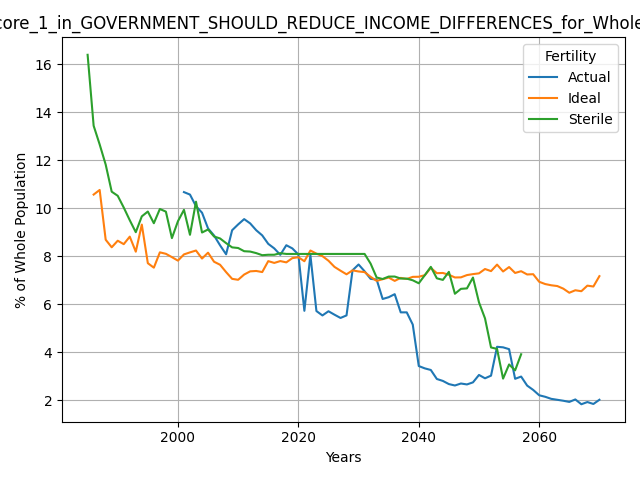 core_1_in_GOVERNMENT_SHOULD_REDUCE_INCOME_DIFFERENCES_for_Whole
Fertility
Actual
Ideal
Sterile
% of Whole Population
16
14
12
10
8
6
4
2
2000 2020 2040 2060
Years